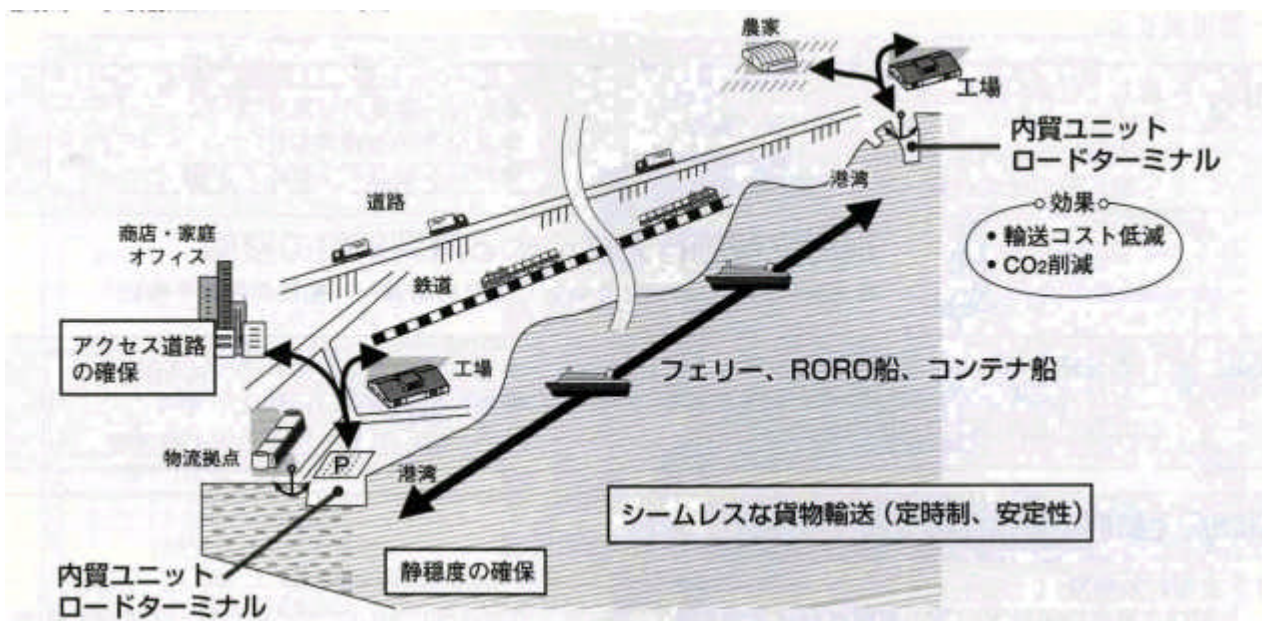 農家
工場
内貿ユニット
ロードターミナル
港湾
効果
• 輸送コスト低減
• CO2削減
道路
商店・家庭
オフィス
鉄道
アクセス道路
の確保
工場
フェリー、RORO船、コンテナ船
物流拠点
P
港湾
シームレスな貨物輸送（定時制、安定性）
静穏度の確保
内貿ユニット
ロードターミナル